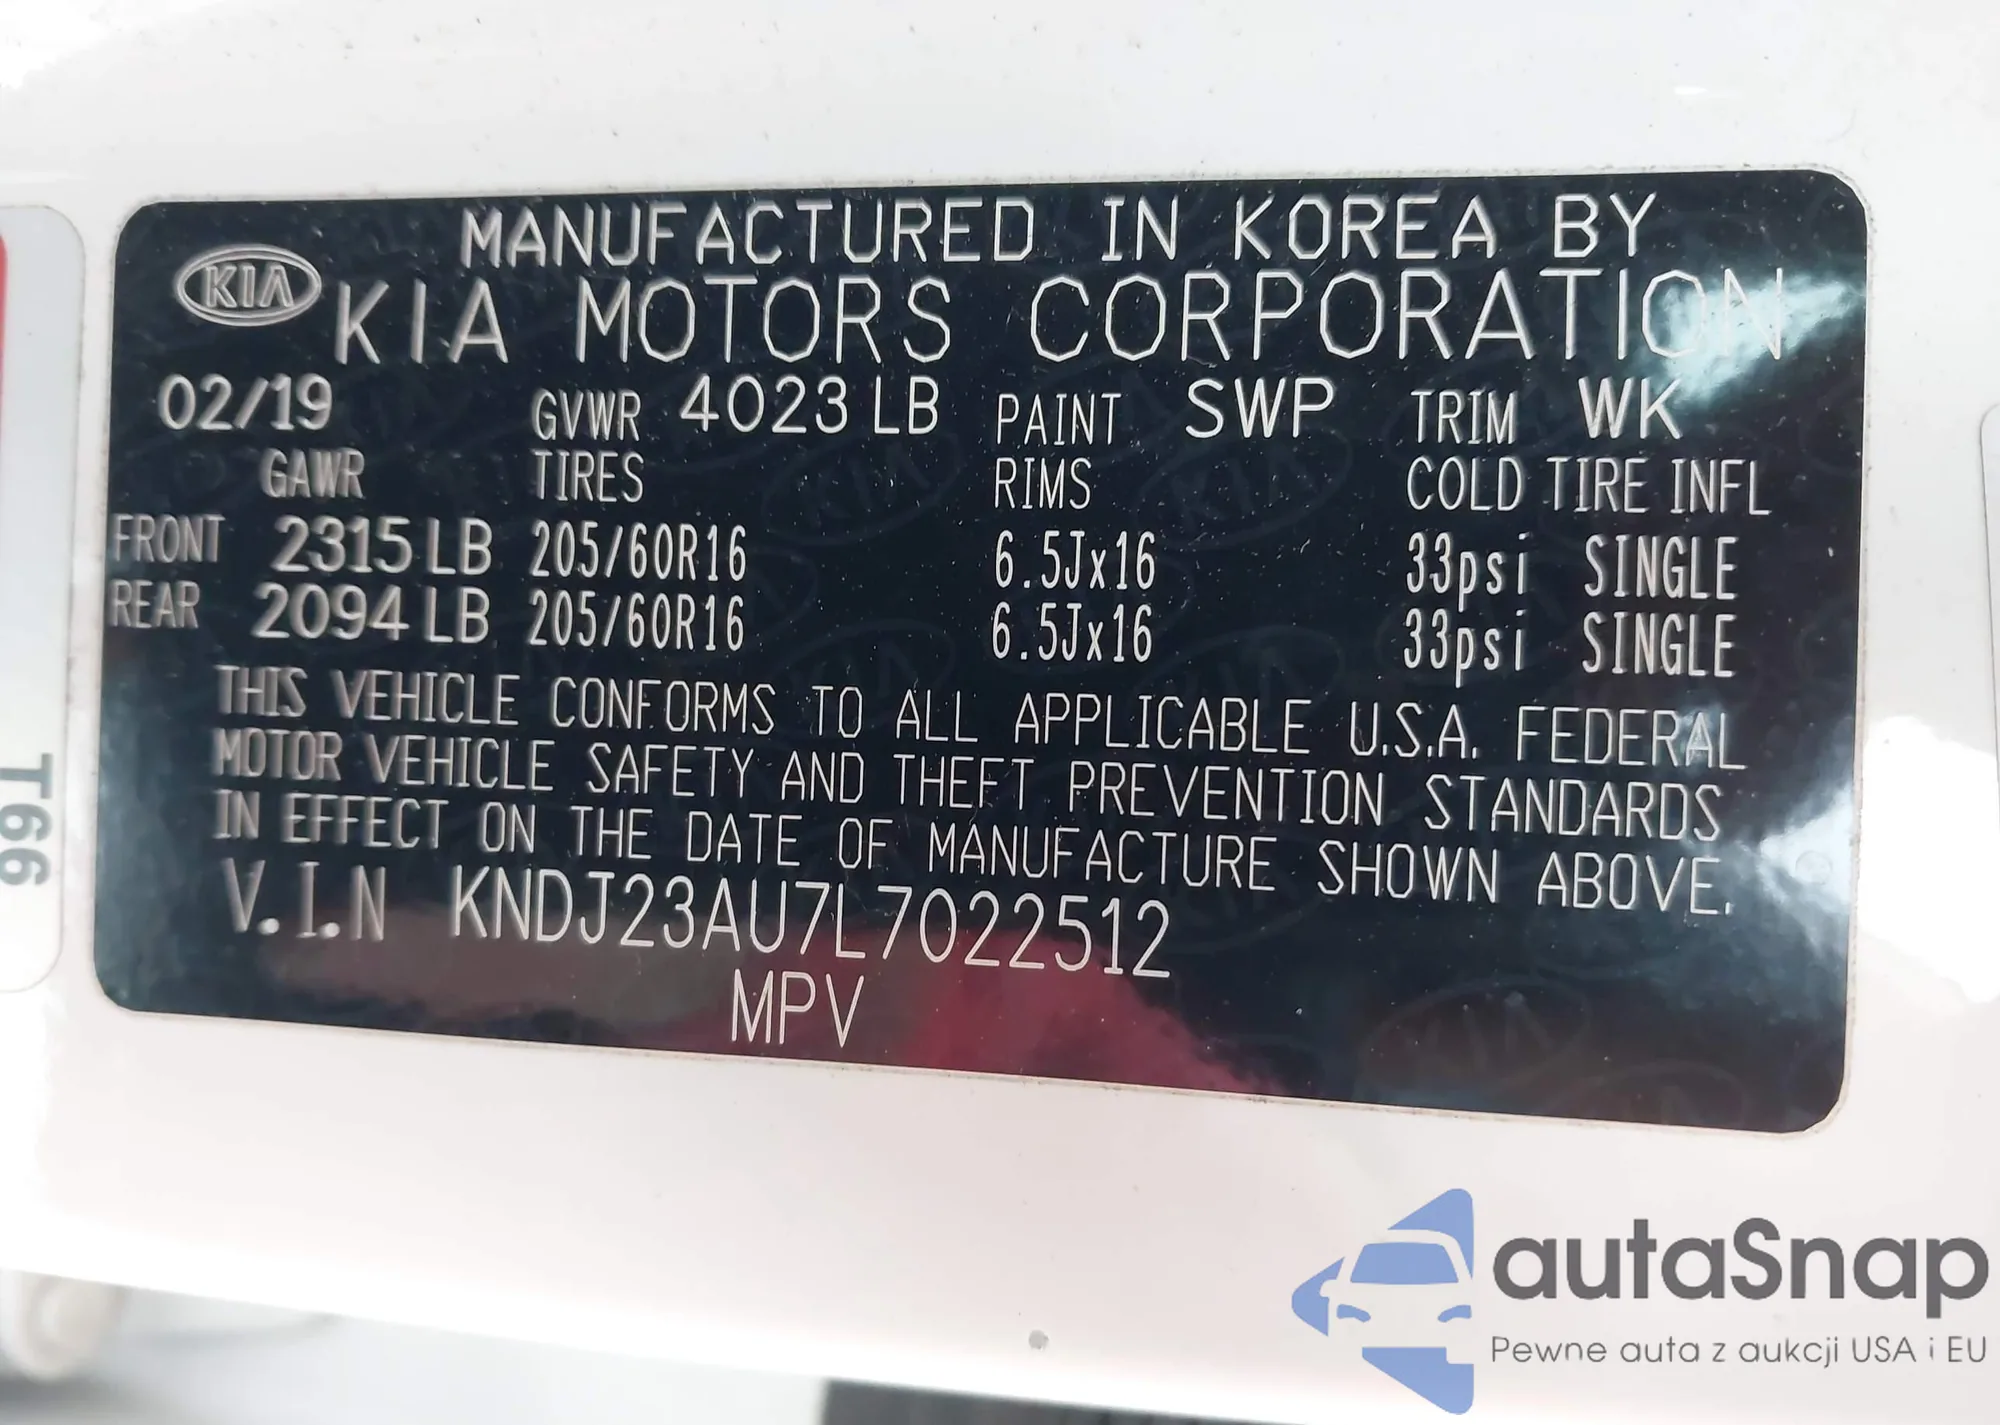 MANUFACTURED IN KOREA BY
KIA KIA MOTORS CORPORATION
02/19 GVWR 4023 LB PAINT SWP TRIM WK
GAWR TIRES RIMS COLD TIRE INFL
FRONT 2315 LB 205/60R16 6.5Jx16 33psi SINGLE
REAR 2094 LB 205/60R16 6.5Jx16 33psi SINGLE
THIS VEHICLE CONFORMS TO ALL APPLICABLE U.S.A. FEDERAL
MOTOR VEHICLE SAFETY AND THEFT PREVENTION STANDARDS
IN EFFECT ON THE DATE OF MANUFACTURE SHOWN ABOVE.
V.I.N KNDJ23AU7L7022512
MPV
T66
autaSnap
Pewne auta z aukcji USA i EU